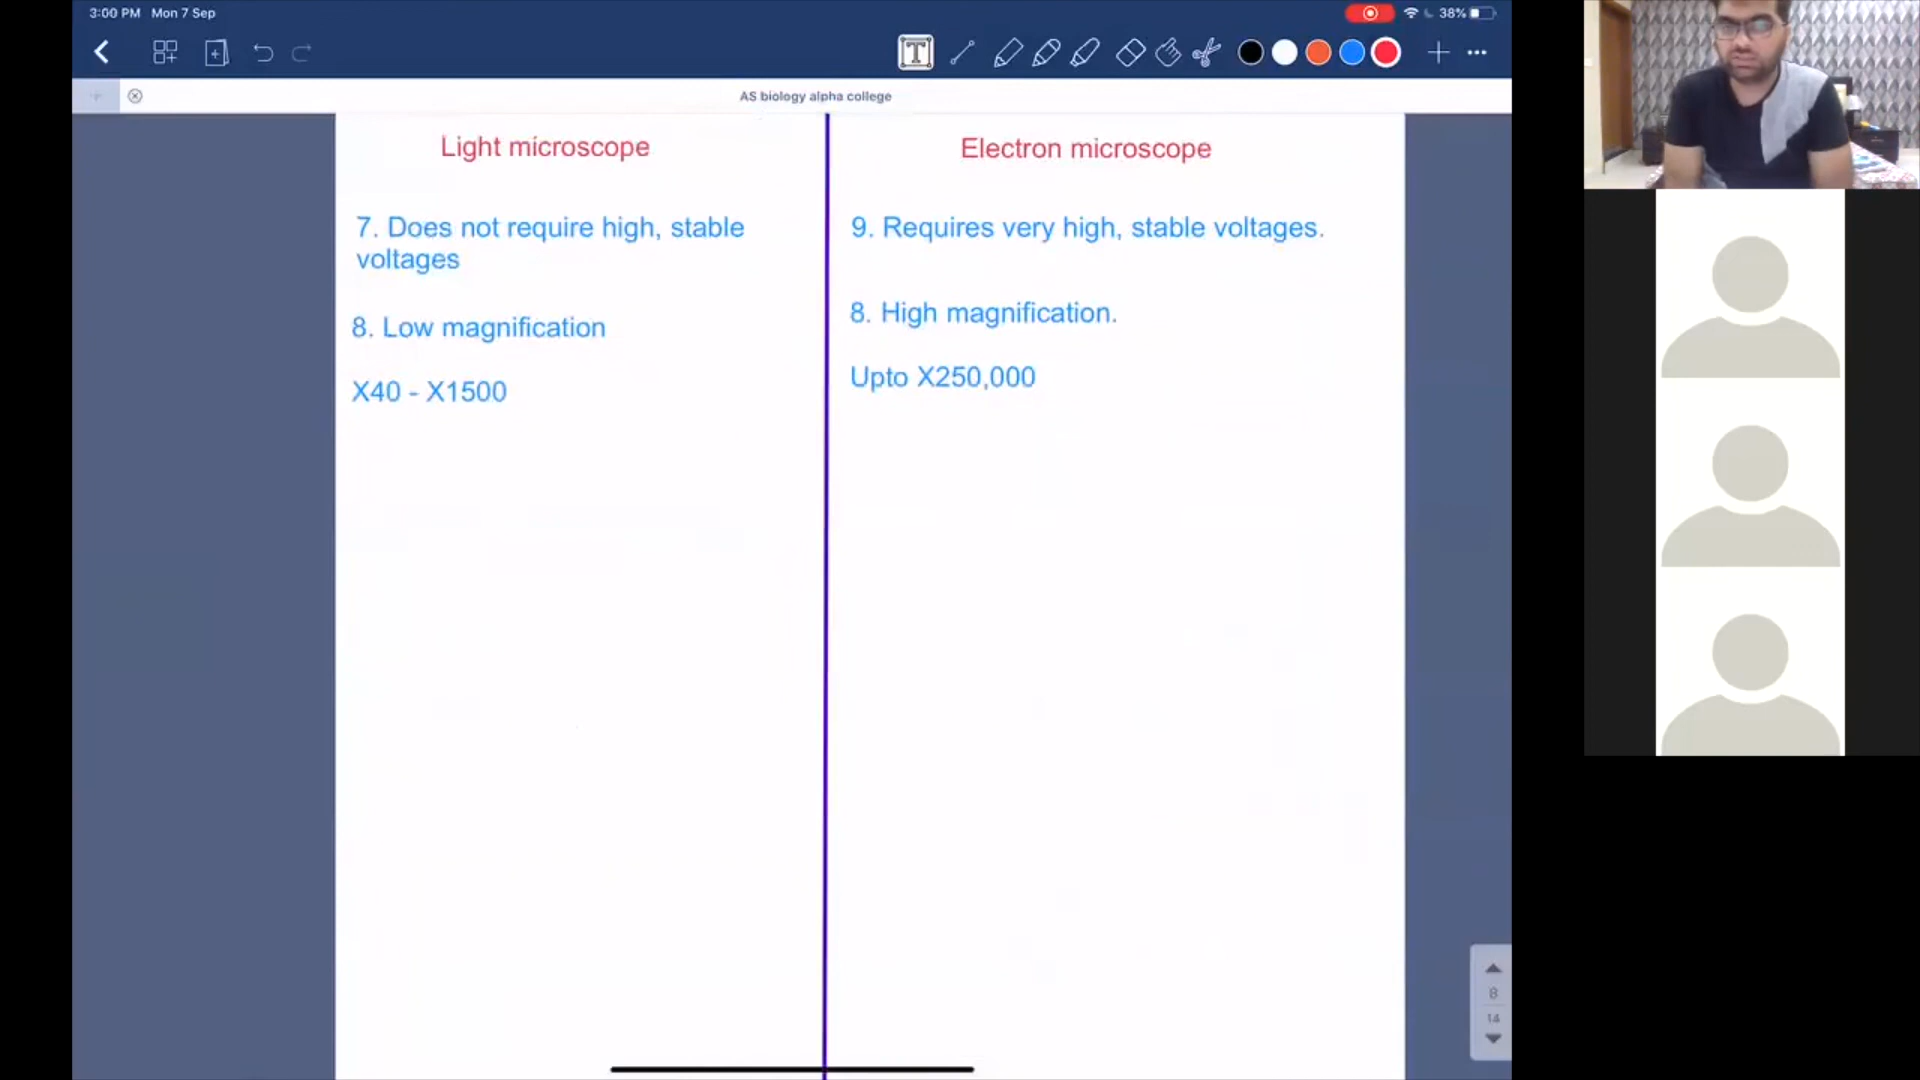 3:00 PM Mon 7 Sep
38%
T
AS biology alpha college
Light microscope
Electron microscope
7. Does not require high, stable
voltages
8. Low magnification
X40 - X1500
9. Requires very high, stable voltages.
8. High magnification.
Upto X250,000
8
14